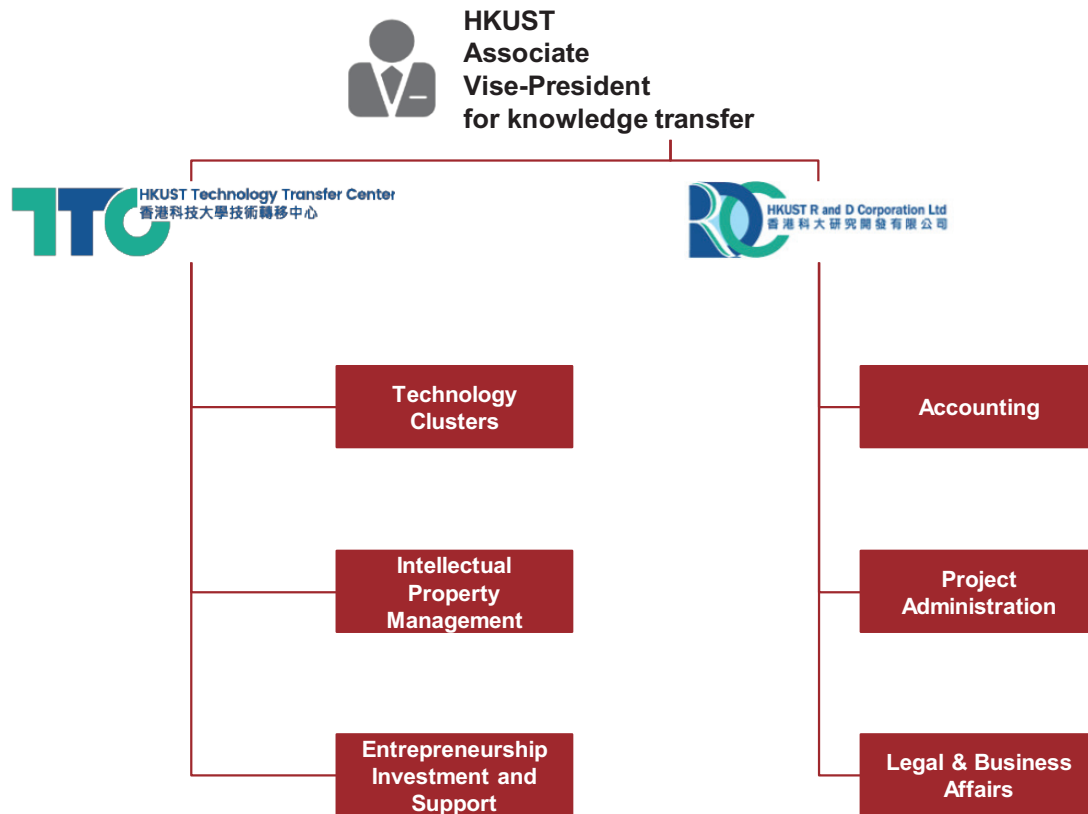 HKUST
Associate
Vise-President
for knowledge transfer
TTC
HKUST Technology Transfer Center
香港科技大學技術轉移中心
RDC
HKUST R and D Corporation Ltd
香港科大研究開發有限公司
Technology
Clusters
Accounting
Intellectual
Property
Management
Project
Administration
Entrepreneurship
Investment and
Support
Legal & Business
Affairs